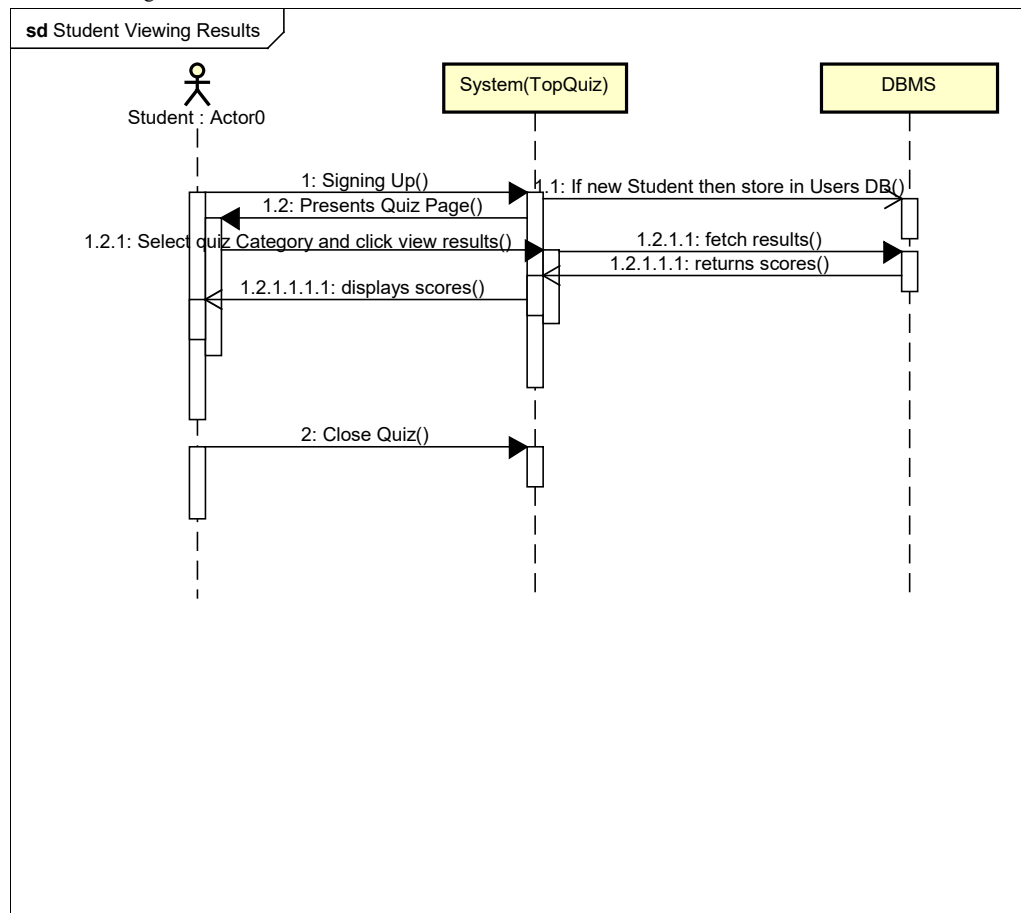 sd Student Viewing Results
System(TopQuiz)
DBMS
Student : Actor0
1: Signing Up()
1.1: If new Student then store in Users DB()
1.2: Presents Quiz Page()
1.2.1: Select quiz Category and click view results()
1.2.1.1: fetch results()
1.2.1.1.1: returns scores()
1.2.1.1.1.1: displays scores()
2: Close Quiz()